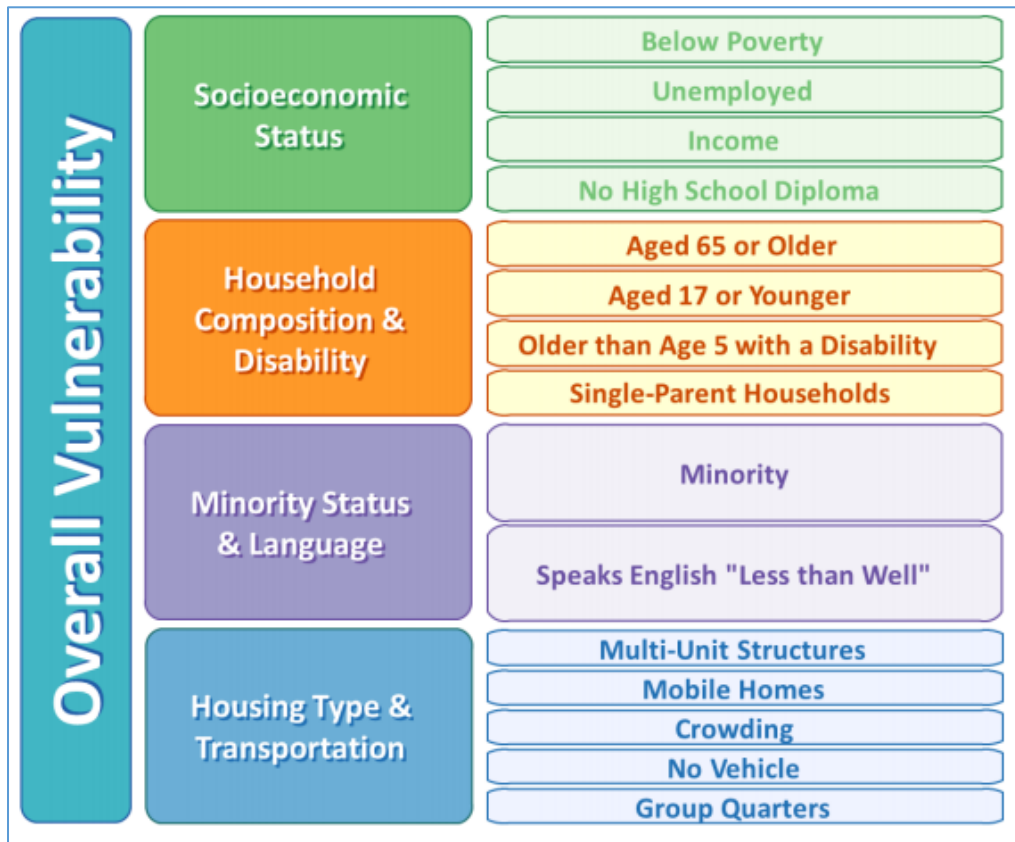 Overall Vulnerability
Socioeconomic
Status
Below Poverty
Unemployed
Income
No High School Diploma
Household
Composition &
Disability
Aged 65 or Older
Aged 17 or Younger
Older than Age 5 with a Disability
Single-Parent Households
Minority Status
& Language
Minority
Speaks English "Less than Well"
Housing Type &
Transportation
Multi-Unit Structures
Mobile Homes
Crowding
No Vehicle
Group Quarters